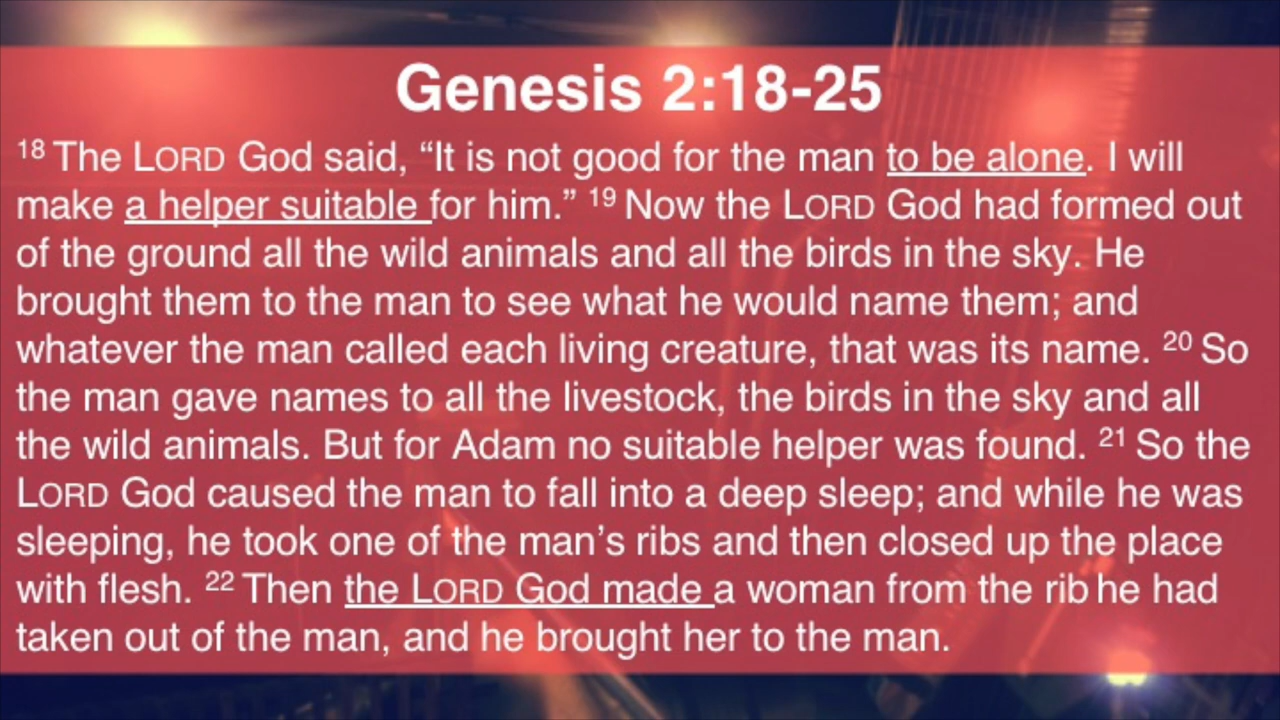 Genesis 2:18-25
18 The LORD God said, “It is not good for the man to be alone. I will
make a helper suitable for him.” 19 Now the LORD God had formed out
of the ground all the wild animals and all the birds in the sky. He
brought them to the man to see what he would name them; and
whatever the man called each living creature, that was its name. 20 So
the man gave names to all the livestock, the birds in the sky and all
the wild animals. But for Adam no suitable helper was found. 21 So the
LORD God caused the man to fall into a deep sleep; and while he was
sleeping, he took one of the man’s ribs and then closed up the place
with flesh. 22 Then the LORD God made a woman from the rib he had
taken out of the man, and he brought her to the man.